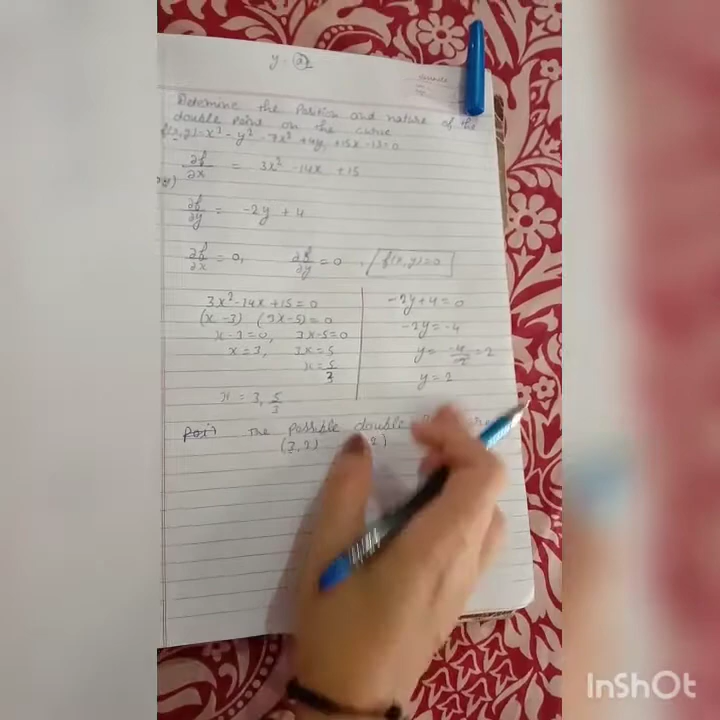 y = 2x
Determine the Position and nature of the
double point on the curve
f(x,y)=x³ - y² - 7x² + 4y + 15x - 13 = 0
∂f/∂x = 3x² - 14x + 15
∂f/∂y = -2y + 4
∂f/∂x = 0, ∂f/∂y = 0, f(x,y)=0
3x²-14x+15=0
(x-3) (3x-5)=0
x-3=0, 3x-5=0
x=3, 3x=5
x=5/3
x = 3, 5/3
-2y+4=0
-2y=-4
y = -4/-2 = 2
y = 2
The possible double
(3,2) 2)
InShOt